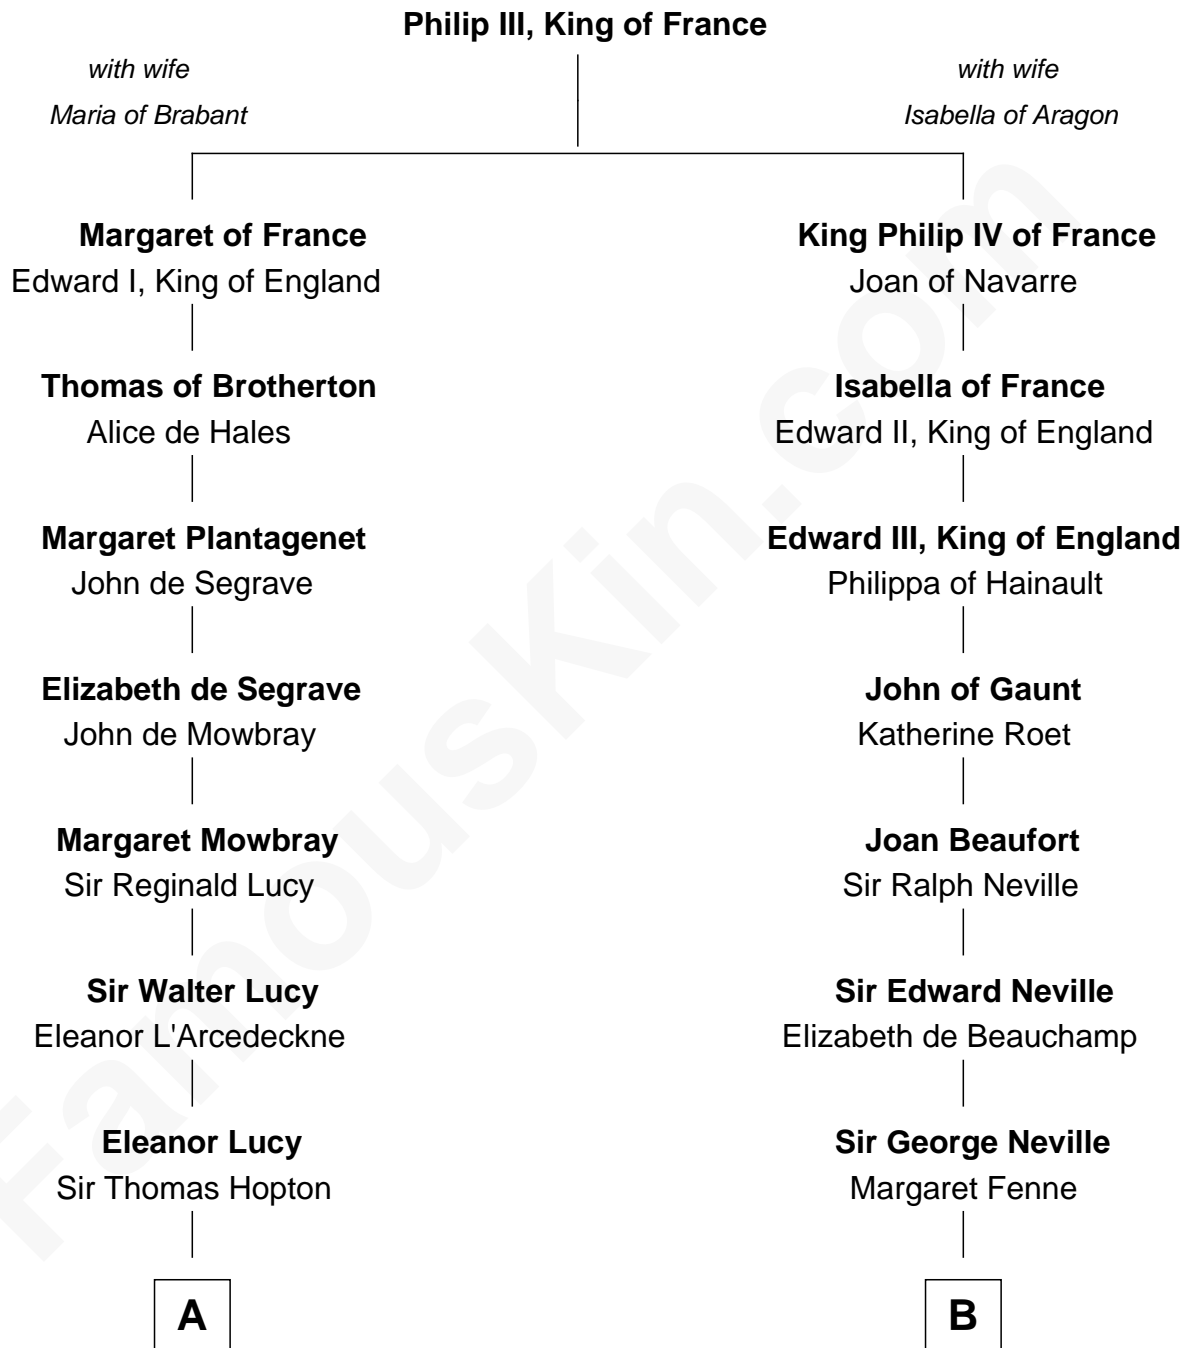 Philip III, King of France
with wife
Maria of Brabant
with wife
Isabella of Aragon
Margaret of France
Edward I, King of England
King Philip IV of France
Joan of Navarre
Thomas of Brotherton
Alice de Hales
Isabella of France
Edward II, King of England
Margaret Plantagenet
John de Segrave
Edward III, King of England
Philippa of Hainault
Elizabeth de Segrave
John de Mowbray
John of Gaunt
Katherine Roet
Margaret Mowbray
Sir Reginald Lucy
Joan Beaufort
Sir Ralph Neville
Sir Walter Lucy
Eleanor L'Arcedeckne
Sir Edward Neville
Elizabeth de Beauchamp
Eleanor Lucy
Sir Thomas Hopton
Sir George Neville
Margaret Fenne
A
B
FamousKin.com